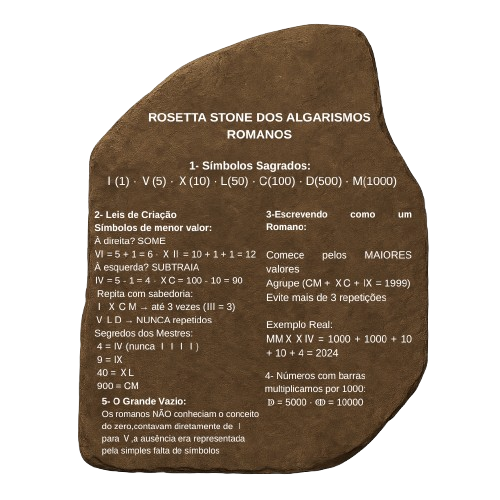 ROSETTA STONE DOS ALGARISMOS
ROMANOS
1- Símbolos Sagrados:
I (1) · V (5) · X (10) · L(50) · C(100) · D(500) · M(1000)
2- Leis de Criação
Símbolos de menor valor:
À direita? SOME
VI = 5 + 1 = 6 · X II = 10 + 1 + 1 = 12
À esquerda? SUBTRAIA
IV = 5 - 1 = 4 · X C = 100 - 10 = 90
Repita com sabedoria:
I X C M → até 3 vezes (III = 3)
V L D → NUNCA repetidos
Segredos dos Mestres:
4 = IV (nunca I I I I )
9 = IX
40 = X L
900 = CM
5- O Grande Vazio:
Os romanos NÃO conheciam o conceito
do zero,contavam diretamente de I
para V ,a ausência era representada
pela simples falta de símbolos
3-Escrevendo como um
Romano:
Comece pelos MAIORES
valores
Agrupe (CM + X C + IX = 1999)
Evite mais de 3 repetições
Exemplo Real:
MM X X IV = 1000 + 1000 + 10
+ 10 + 4 = 2024
4- Números com barras
multiplicamos por 1000:
= 5000 · ↂ = 10000